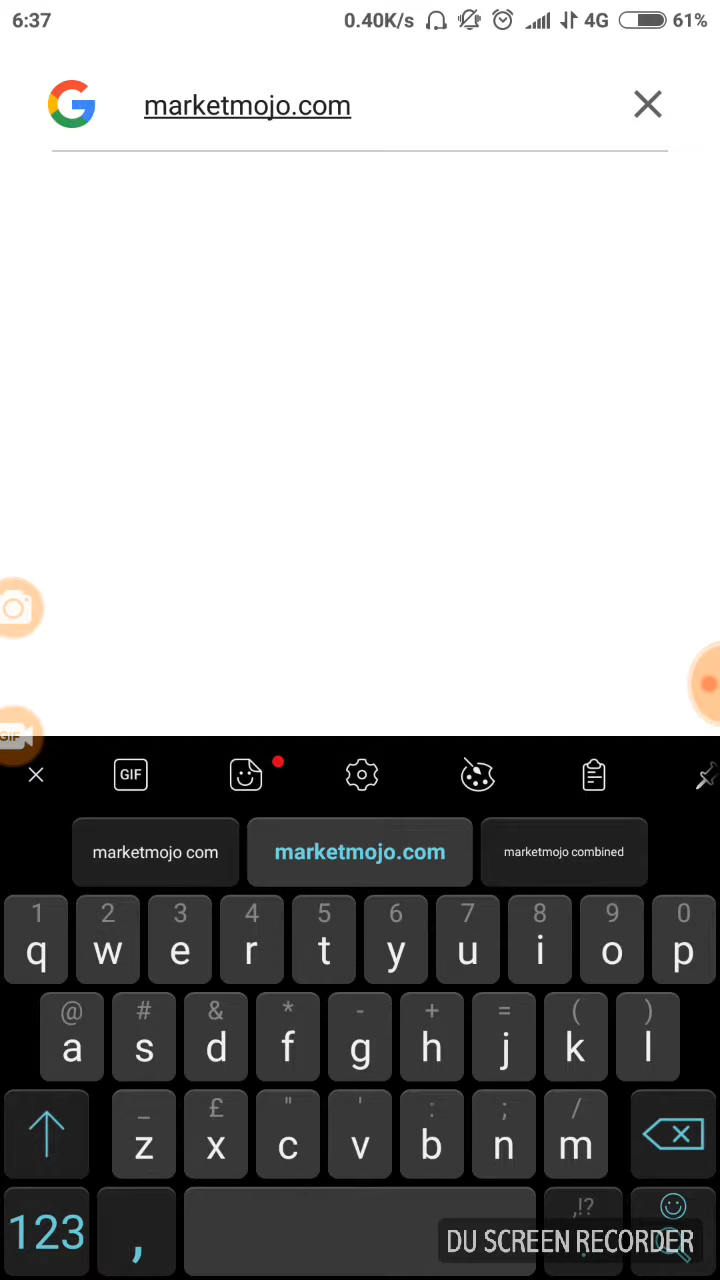 6:37 0.40K/s 4G 61%
marketmojo.com
GIF
GIF
marketmojo com marketmojo.com marketmojo combined
1 2 3 4 5 6 7 8 9 0
q w e r t y u i o p
@ # & * - + = ( )
a s d f g h j k l
_ £ " ' : ; /
z x c v b n m
,!?
123 , .
DU SCREEN RECORDER